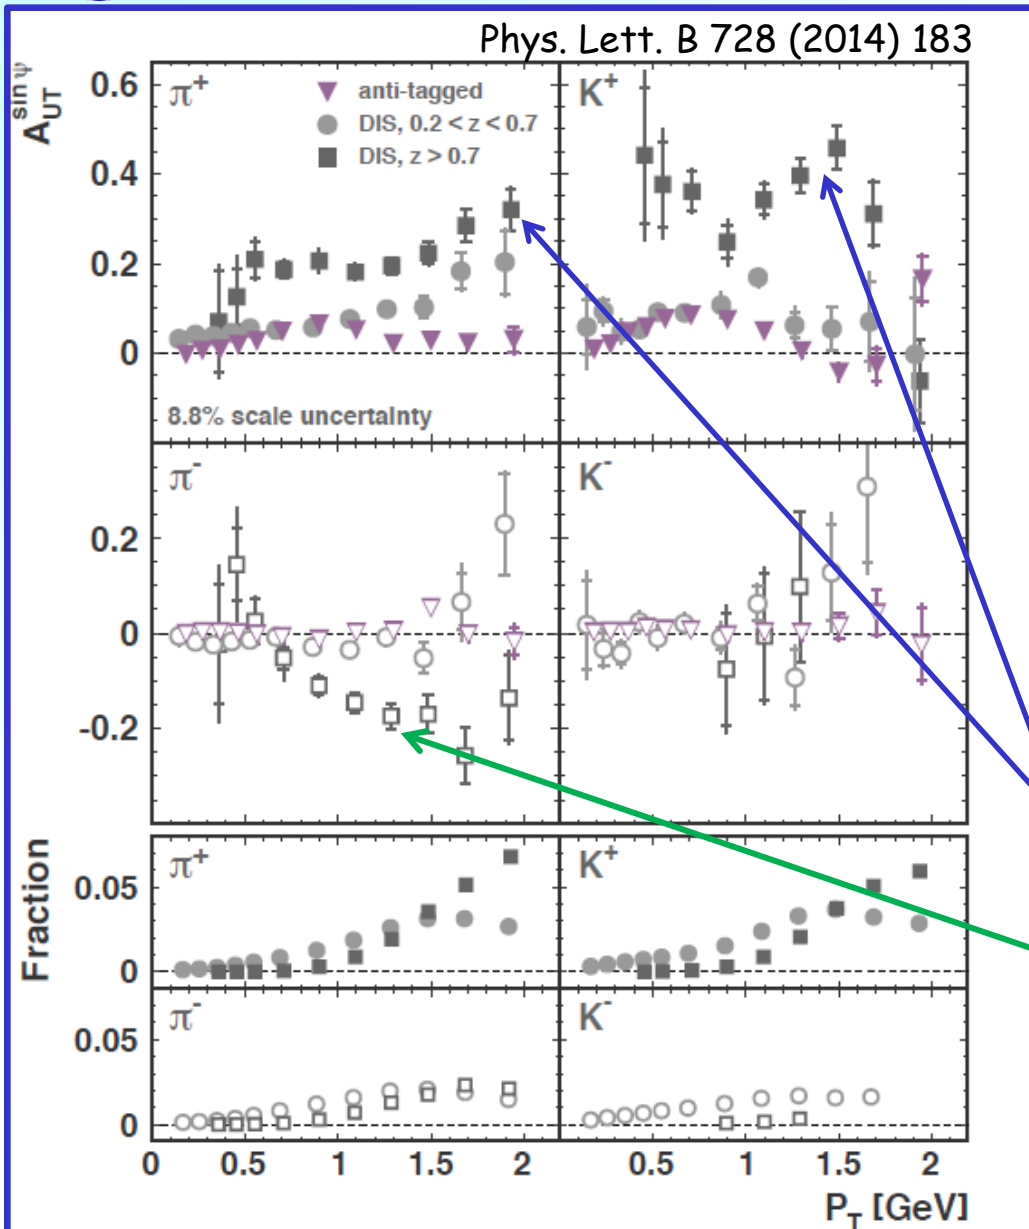 Phys. Lett. B 728 (2014) 183
A_UT^sin ψ
π⁺
anti-tagged
DIS, 0.2 < z < 0.7
DIS, z > 0.7
K⁺
0.6
0.4
0.2
0
8.8% scale uncertainty
π⁻
K⁻
0.2
0
-0.2
Fraction
π⁺
K⁺
0.05
0
π⁻
K⁻
0.05
0
0 0.5 1 1.5 2 0.5 1 1.5 2
P_T [GeV]